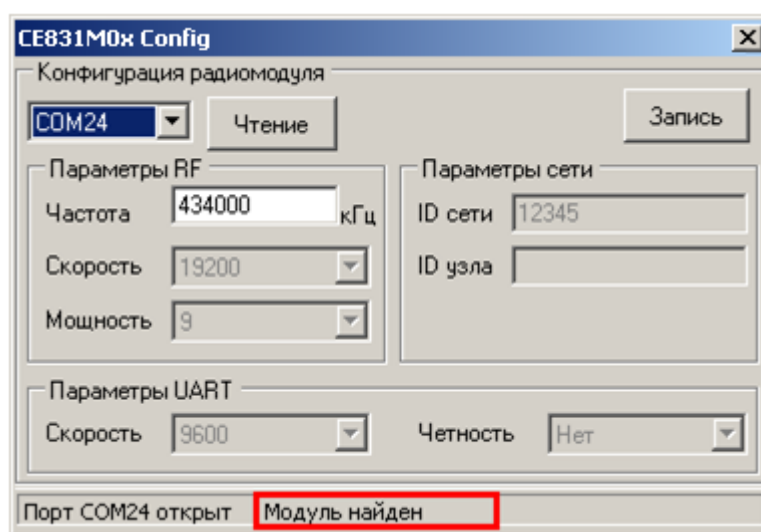 CE831M0x Config
Конфигурация радиомодуля
COM24
Чтение
Запись
Параметры RF
Частота 434000 кГц
Скорость 19200
Мощность 9
Параметры сети
ID сети 12345
ID узла
Параметры UART
Скорость 9600
Четность Нет
Порт COM24 открыт
Модуль найден